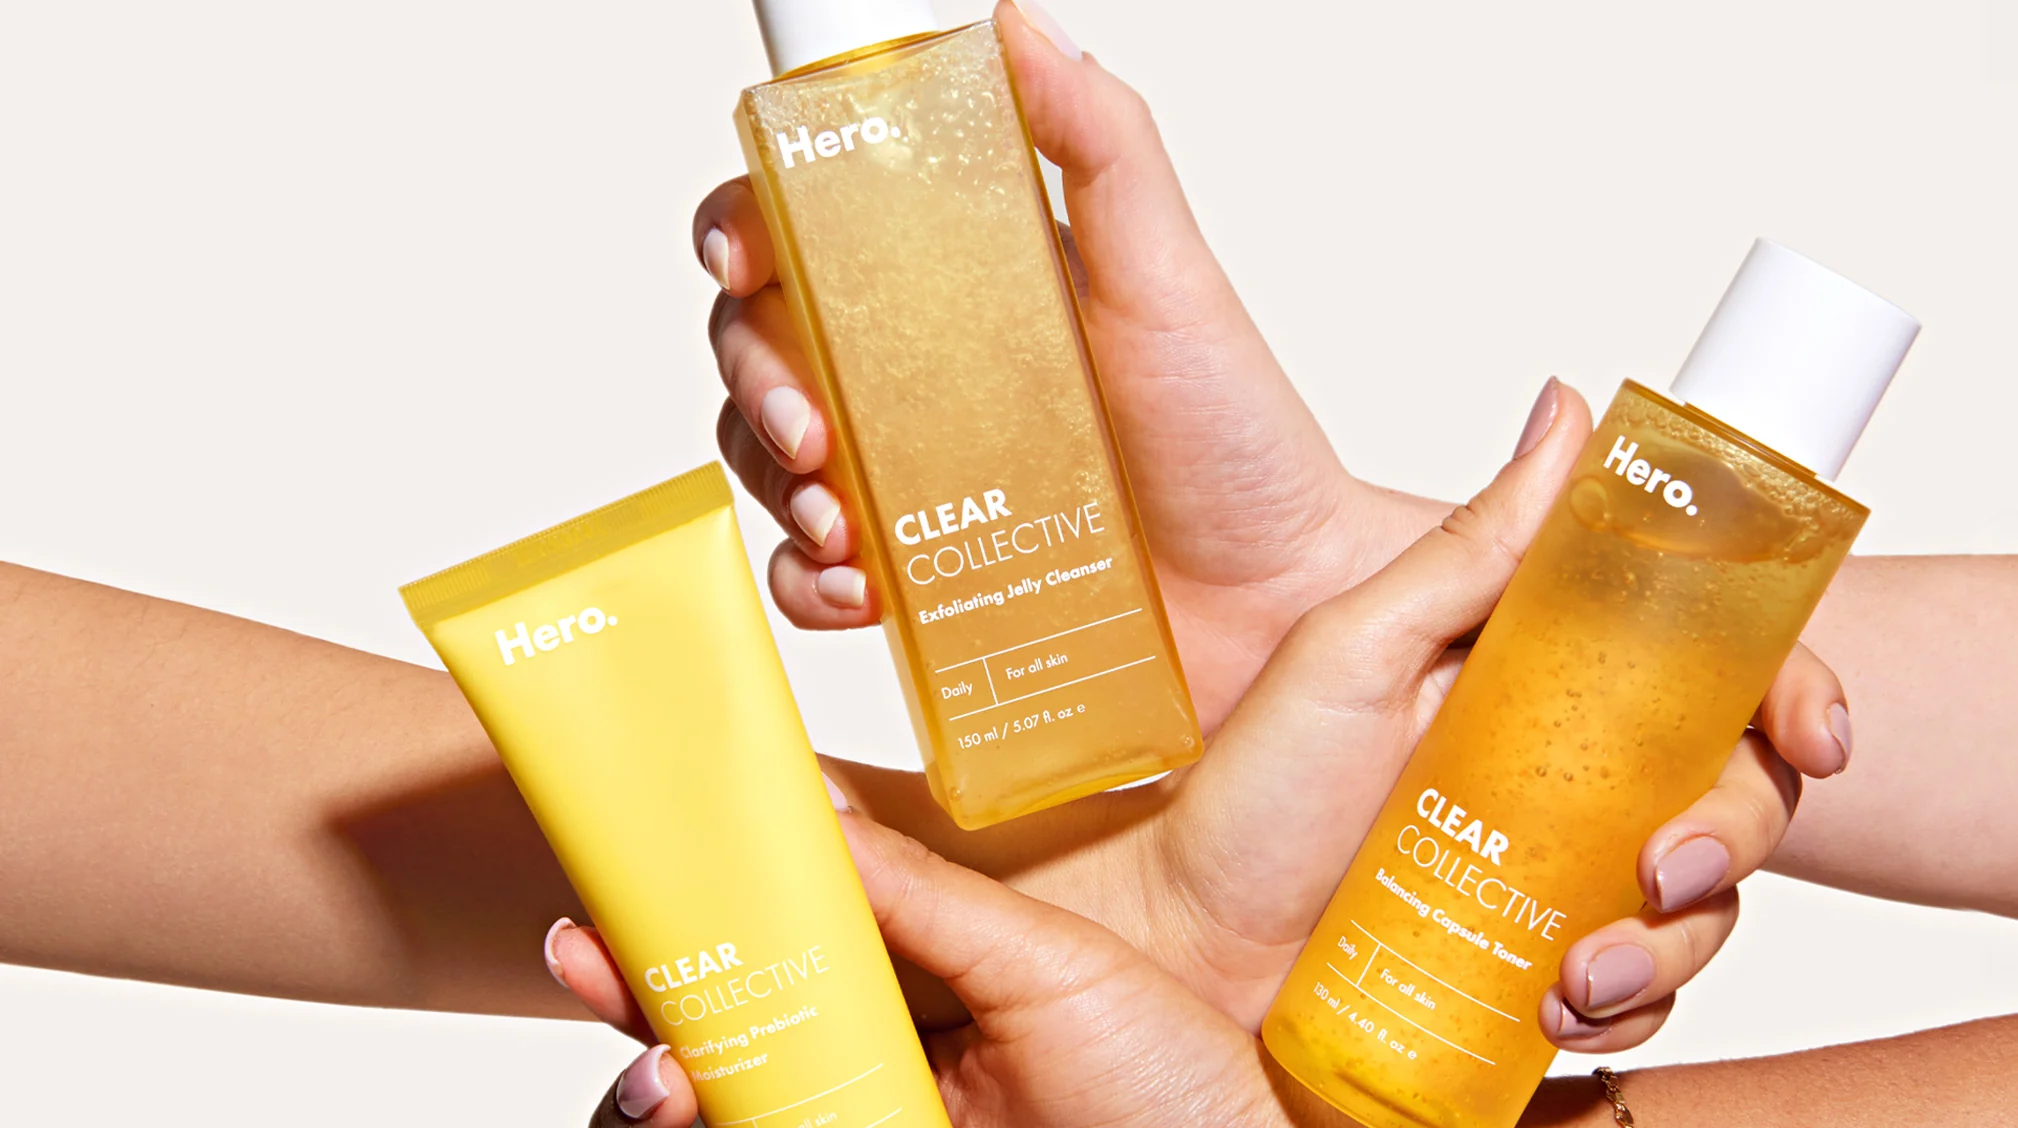 Hero.
CLEAR
COLLECTIVE
Exfoliating Jelly Cleanser
Daily
For all skin
150 ml / 5.07 fl. oz e
Hero.
CLEAR
COLLECTIVE
Clarifying Prebiotic
Moisturizer
all skin
Hero.
CLEAR
COLLECTIVE
Balancing Capsule Toner
Daily
For all skin
130 ml / 4.40 fl. oz e